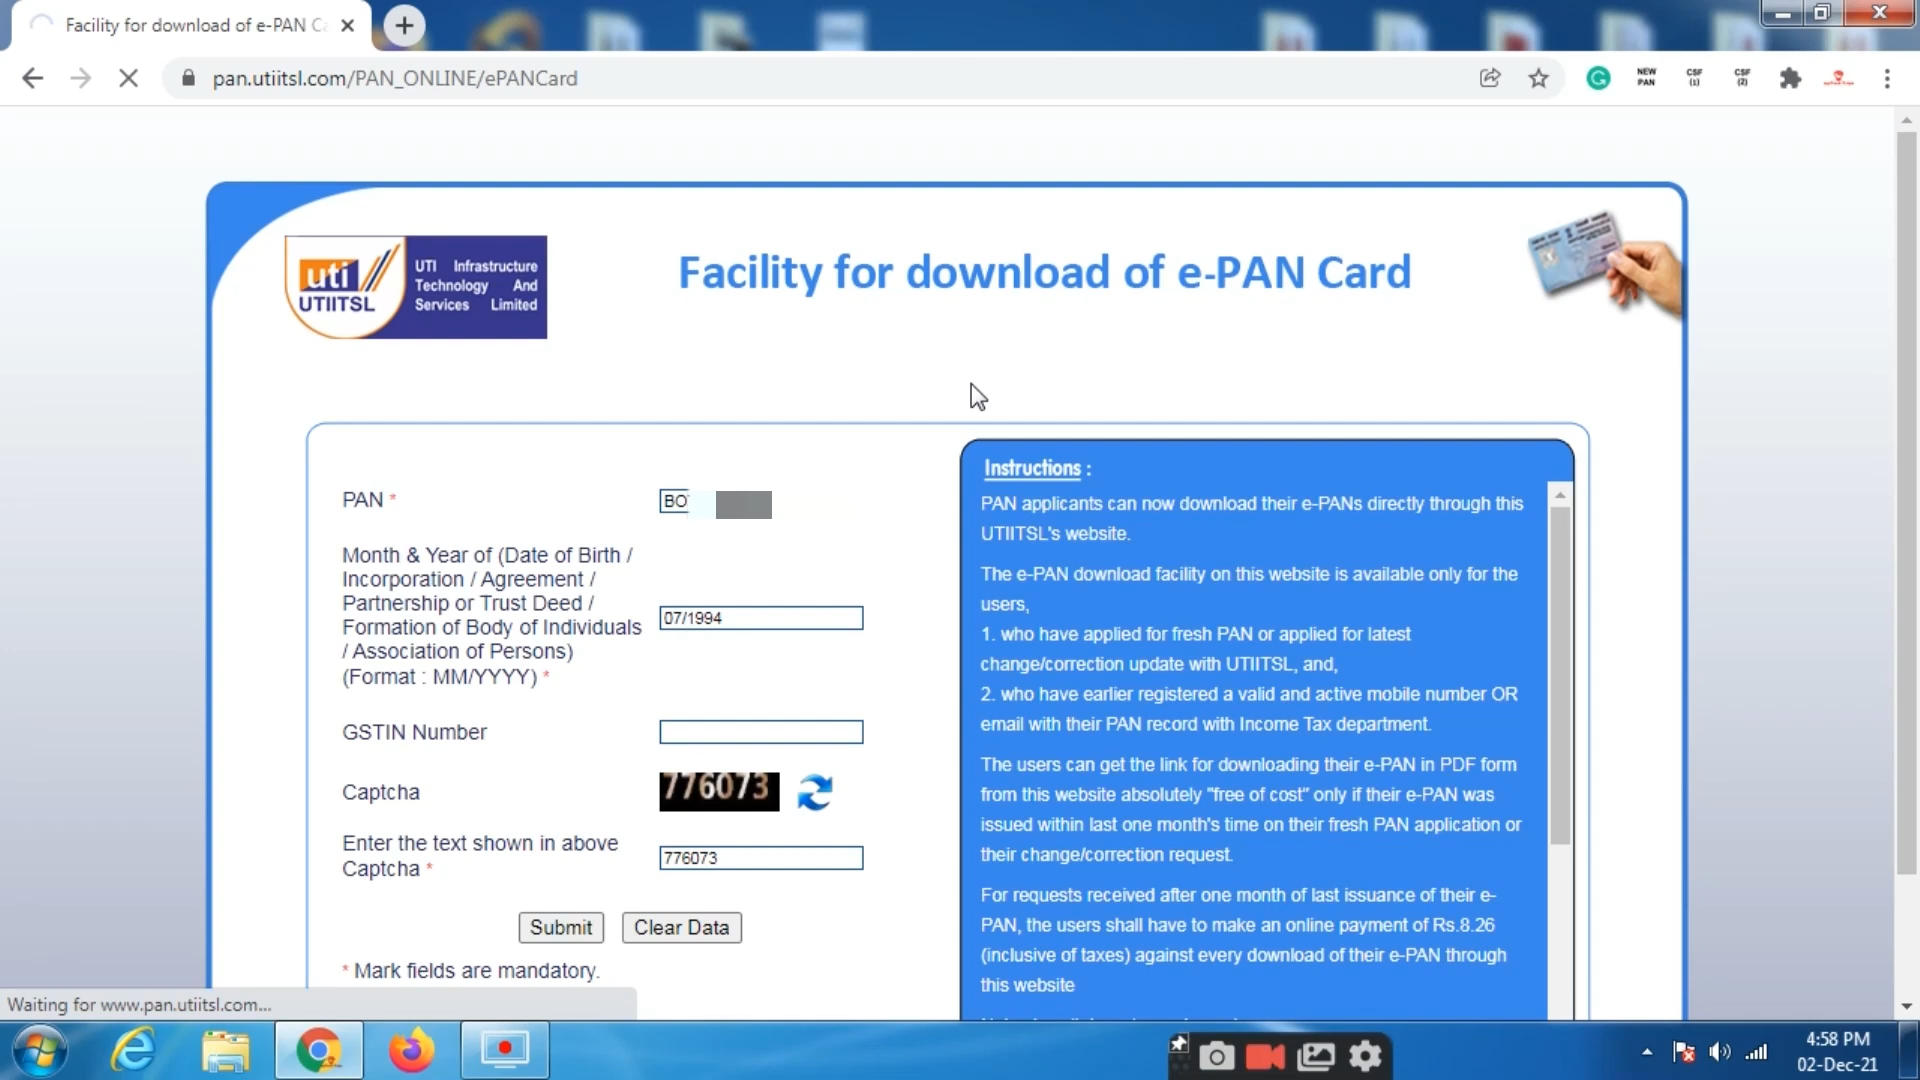 Facility for download of e-PAN Ca
pan.utiitsl.com/PAN_ONLINE/ePANCard
NEW
PAN
CSF
(1)
CSF
(2)
uti
UTIITSL
UTI Infrastructure
Technology And
Services Limited
Facility for download of e-PAN Card
PAN *
BO
Month & Year of (Date of Birth /
Incorporation / Agreement /
Partnership or Trust Deed /
Formation of Body of Individuals
/ Association of Persons)
(Format : MM/YYYY) *
07/1994
GSTIN Number
Captcha
776073
Enter the text shown in above
Captcha *
776073
Submit
Clear Data
* Mark fields are mandatory.
Instructions :
PAN applicants can now download their e-PANs directly through this
UTIITSL's website.
The e-PAN download facility on this website is available only for the
users,
1. who have applied for fresh PAN or applied for latest
change/correction update with UTIITSL, and,
2. who have earlier registered a valid and active mobile number OR
email with their PAN record with Income Tax department.
The users can get the link for downloading their e-PAN in PDF form
from this website absolutely "free of cost" only if their e-PAN was
issued within last one month's time on their fresh PAN application or
their change/correction request.
For requests received after one month of last issuance of their e-
PAN, the users shall have to make an online payment of Rs.8.26
(inclusive of taxes) against every download of their e-PAN through
this website
Waiting for www.pan.utiitsl.com...
4:58 PM
02-Dec-21